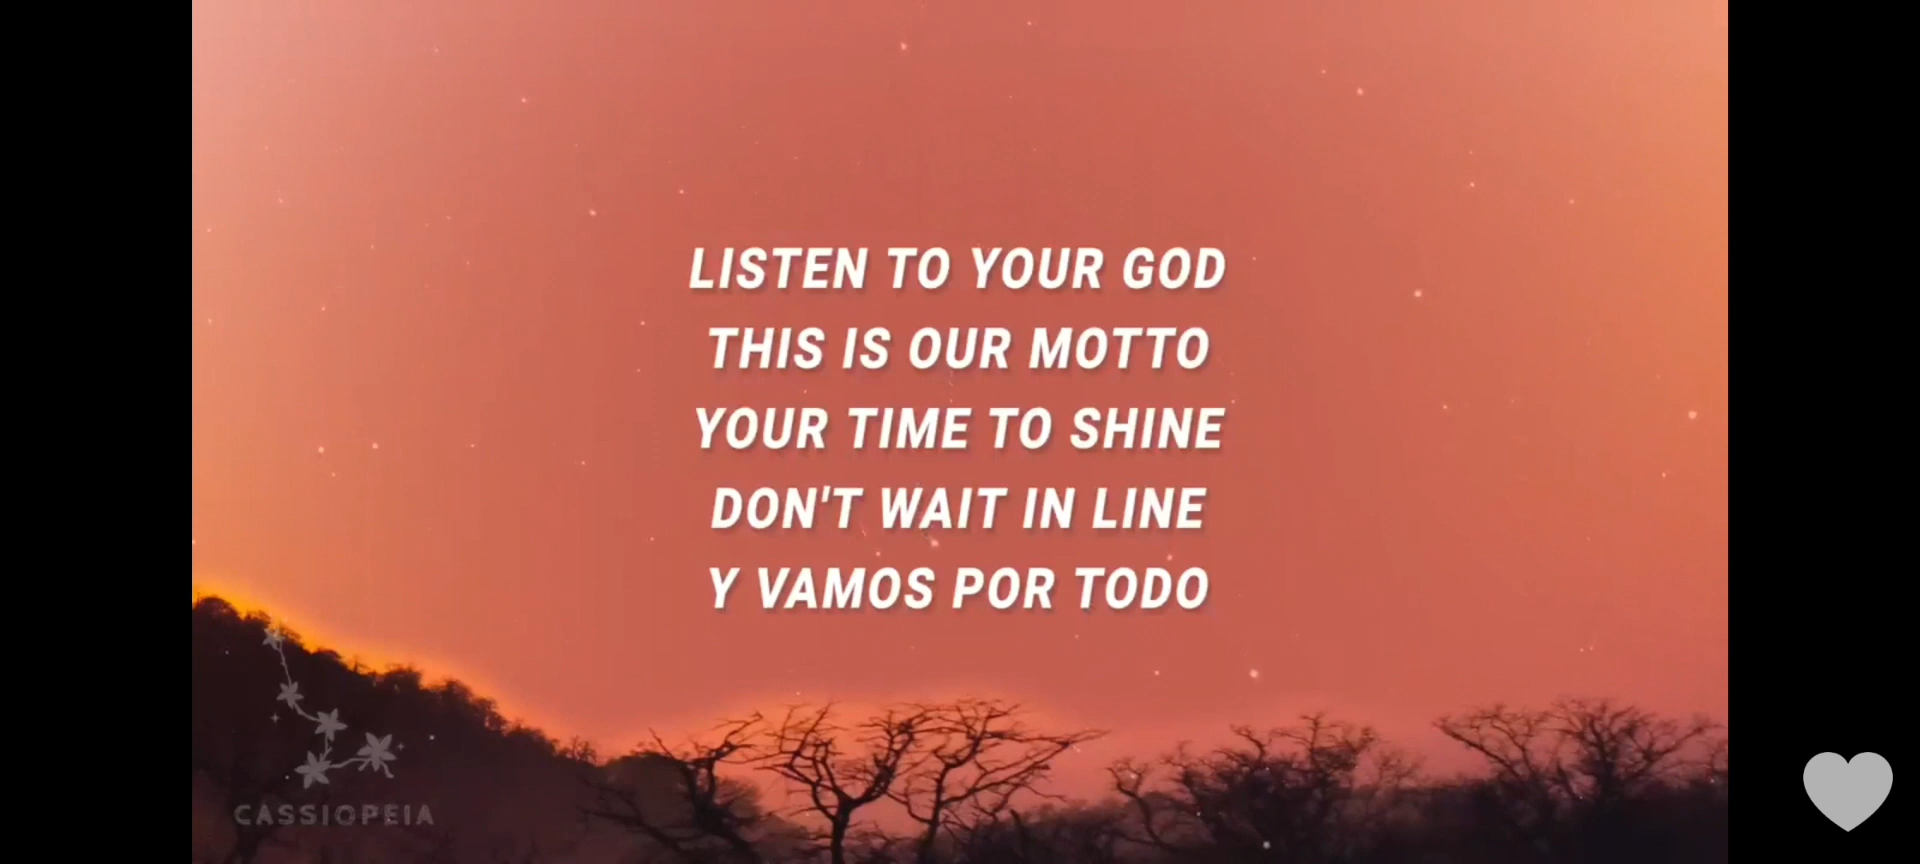 LISTEN TO YOUR GOD
THIS IS OUR MOTTO
YOUR TIME TO SHINE
DON'T WAIT IN LINE
Y VAMOS POR TODO
CASSIOPEIA